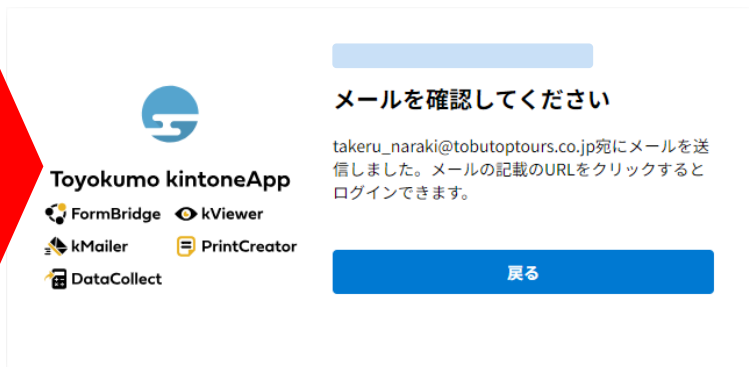 メールを確認してください
takeru_naraki@tobutoptours.co.jp宛にメールを送
信しました。メールの記載のURLをクリックすると
ログインできます。
戻る
Toyokumo kintoneApp
FormBridge kViewer
kMailer PrintCreator
DataCollect